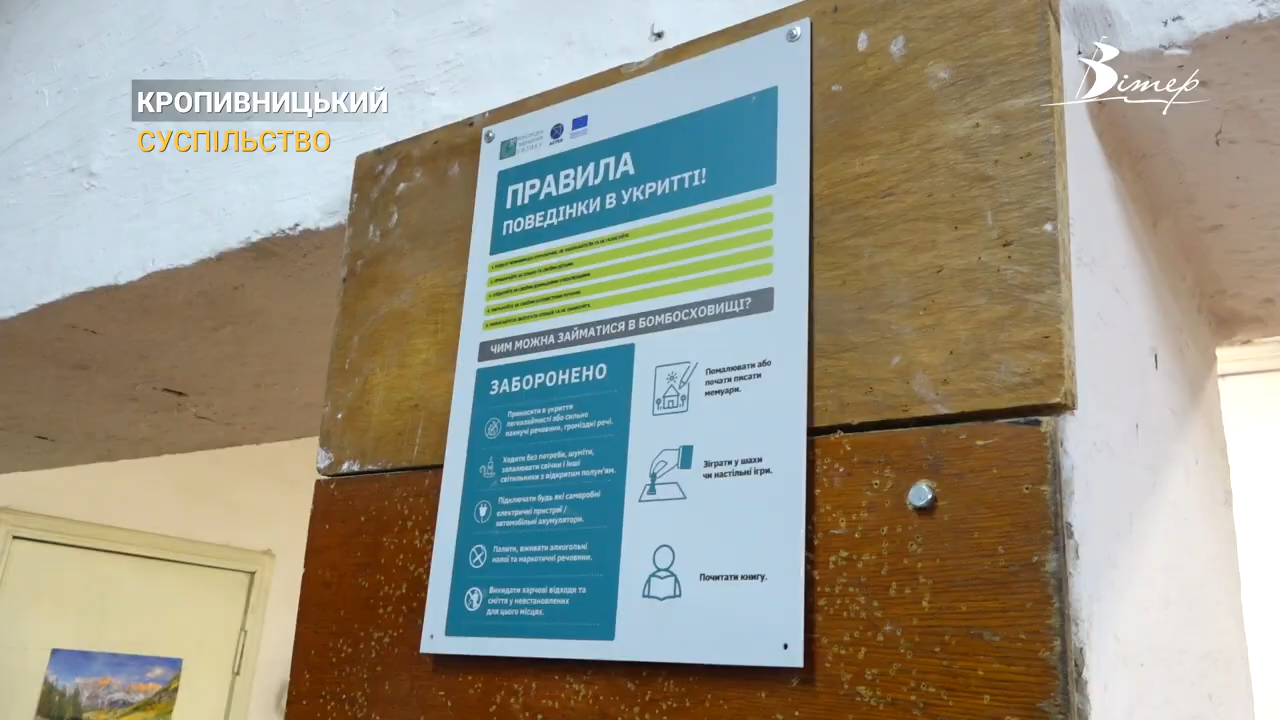 КРОПИВНИЦЬКИЙ
СУСПІЛЬСТВО
Вітер
ПРАВИЛА
ПОВЕДІНКИ В УКРИТТІ!
ЧИМ МОЖНА ЗАЙМАТИСЯ В БОМБОСХОВИЩІ?
ЗАБОРОНЕНО
Приносити в укриття
легкозаймисті або сильно
пахнучі речовини, громіздкі речі.
Ходити без потреби, шуміти,
запалювати свічки і інші
світильники з відкритим полум'ям.
Підключати будь які саморобні
електричні пристрої /
автомобільні акумулятори.
Палити, вживати алкогольні
напої та наркотичні речовини.
Викидати харчові відходи та
сміття у невстановлених
для цього місцях.
Помалювати або
почати писати
мемуари.
Зіграти у шахи
чи настільні ігри.
Почитати книгу.